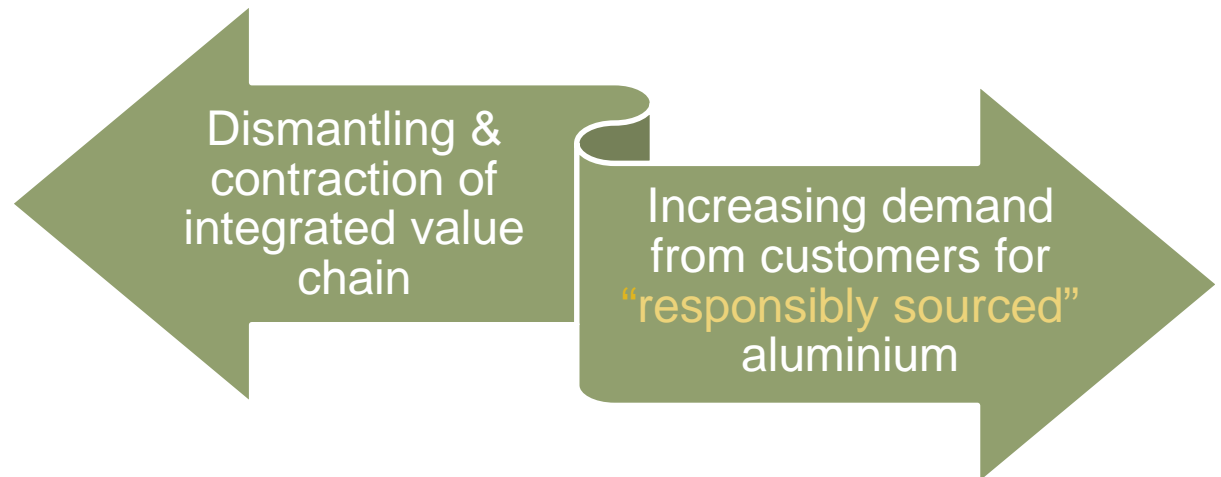 Dismantling &
contraction of
integrated value
chain
Increasing demand
from customers for
“responsibly sourced”
aluminium